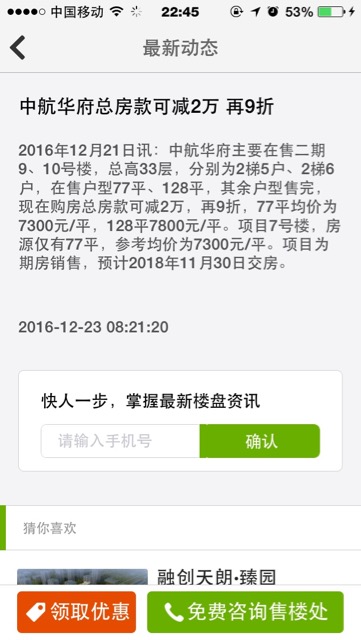 中国移动 22:45 53%
最新动态
中航华府总房款可减2万 再9折
2016年12月21日讯：中航华府主要在售二期
9、10号楼，总高33层，分别为2梯5户、2梯6
户，在售户型77平、128平，其余户型售完，
现在购房总房款可减2万，再9折，77平均价为
7300元/平，128平7800元/平。项目7号楼，房
源仅有77平，参考均价为7300元/平。项目为
期房销售，预计2018年11月30日交房。
2016-12-23 08:21:20
快人一步，掌握最新楼盘资讯
请输入手机号 确认
猜你喜欢
融创天朗·臻园
领取优惠 免费咨询售楼处